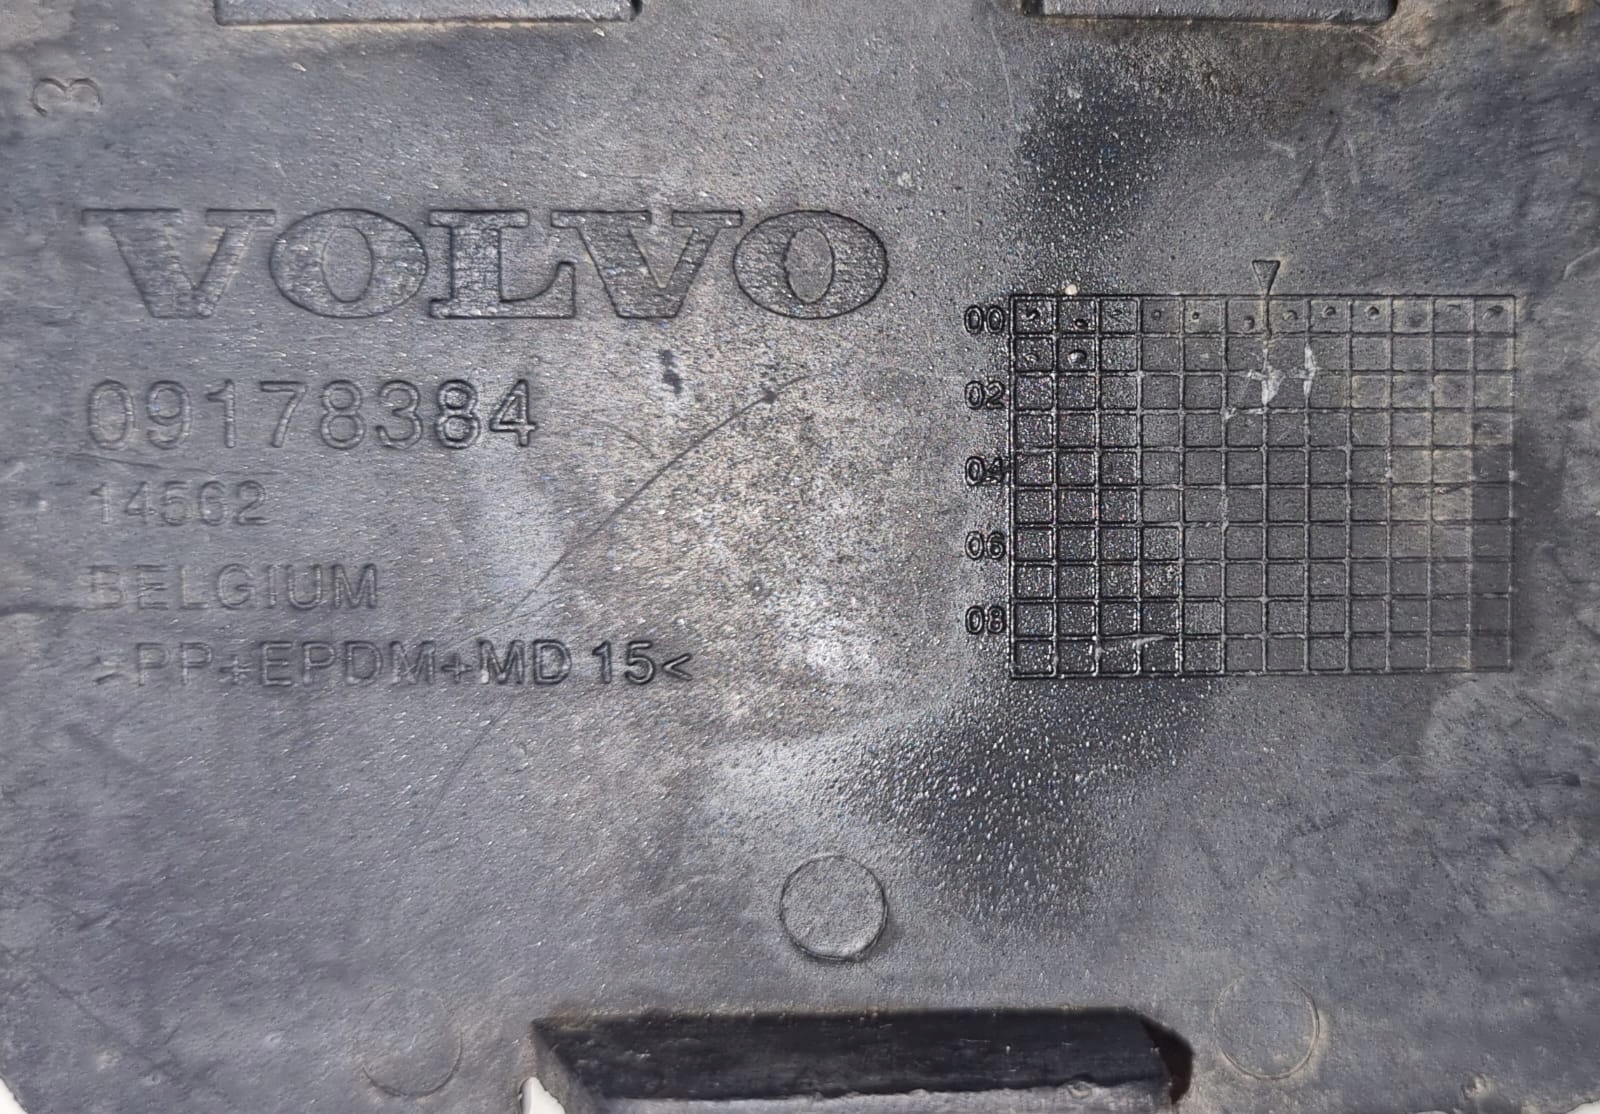 3
VOLVO
09178384
14562
BELGIUM
>PP+EPDM+MD 15<
00
02
04
06
08